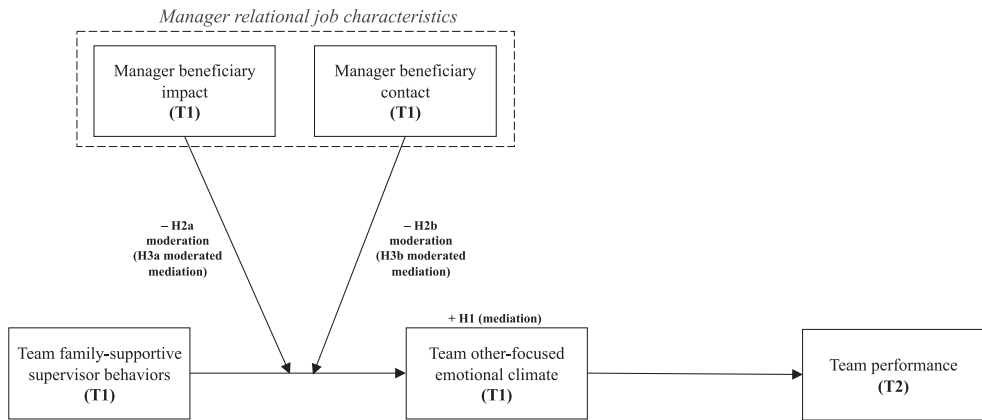 Manager relational job characteristics
Manager beneficiary
impact
(T1)
Manager beneficiary
contact
(T1)
– H2a
moderation
(H3a moderated
mediation)
– H2b
moderation
(H3b moderated
mediation)
+ H1 (mediation)
Team family-supportive
supervisor behaviors
(T1)
Team other-focused
emotional climate
(T1)
Team performance
(T2)